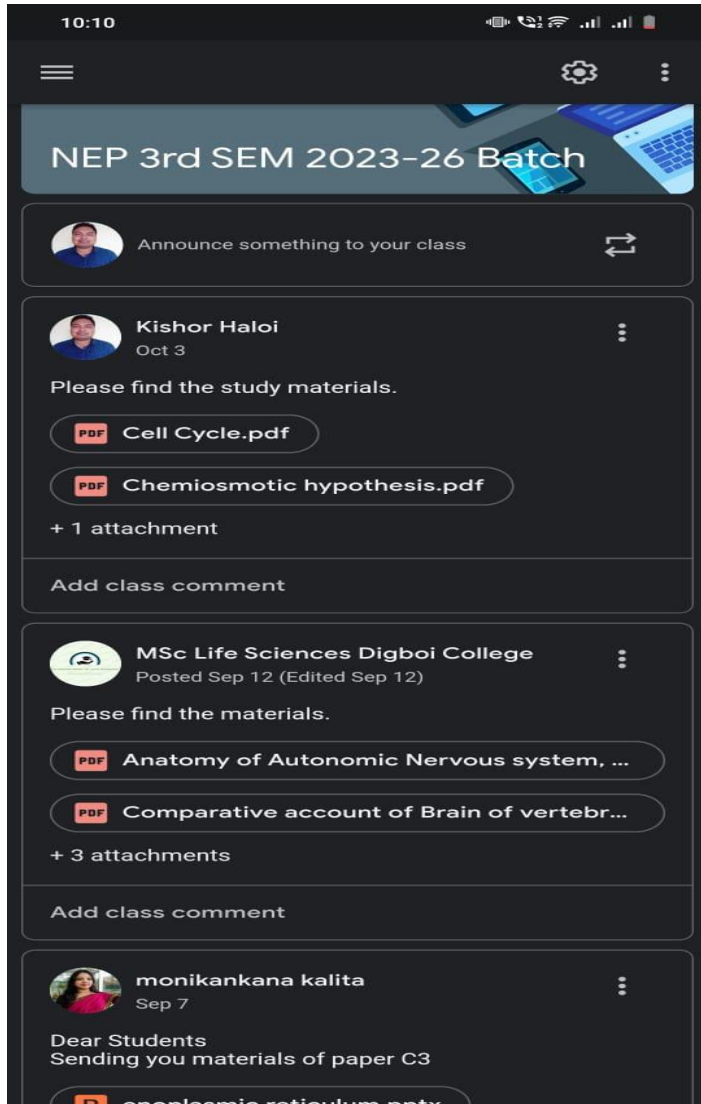 10:10
NEP 3rd SEM 2023-26 Batch
Announce something to your class
Kishor Haloi
Oct 3
Please find the study materials.
PDF Cell Cycle.pdf
PDF Chemiosmotic hypothesis.pdf
+ 1 attachment
Add class comment
MSc Life Sciences Digboi College
Posted Sep 12 (Edited Sep 12)
Please find the materials.
PDF Anatomy of Autonomic Nervous system, ...
PDF Comparative account of Brain of vertebr...
+ 3 attachments
Add class comment
monikankana kalita
Sep 7
Dear Students
Sending you materials of paper C3
reticulum.pptx